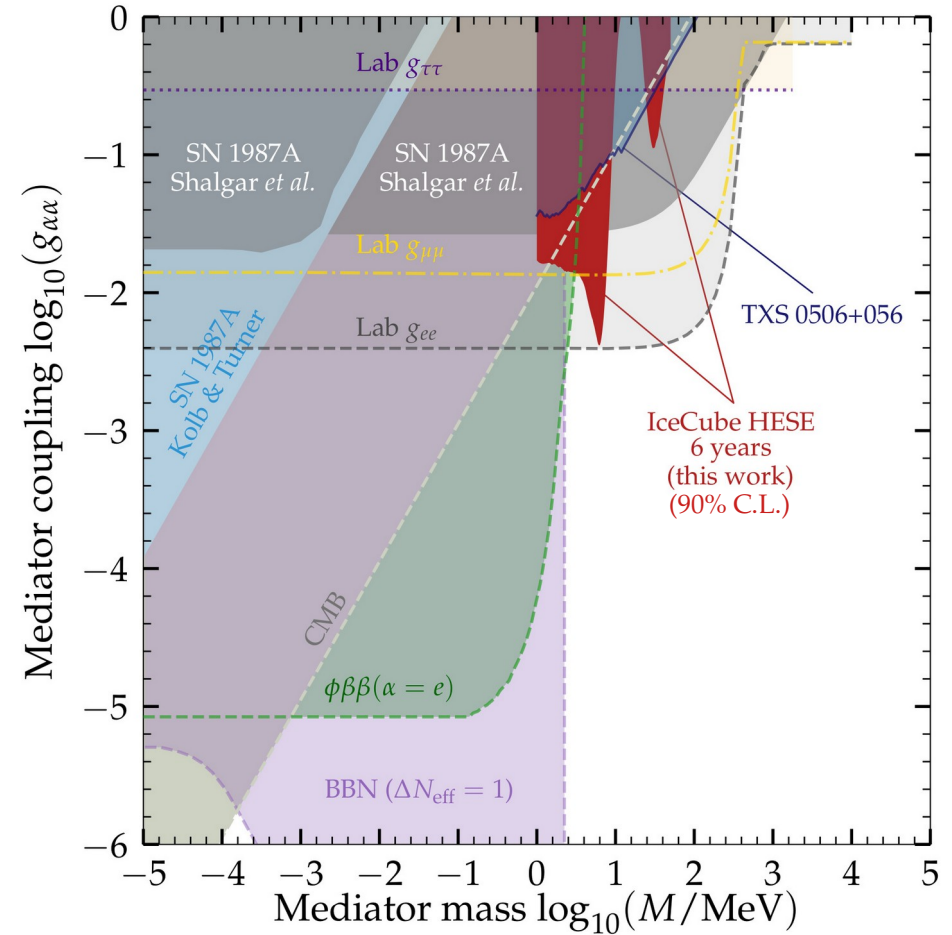 Mediator coupling log₁₀(gαα)
0
−1
−2
−3
−4
−5
−6
Lab gττ
SN 1987A
Shalgar et al.
SN 1987A
Shalgar et al.
Lab gμμ
Lab gee
SN 1987A
Kolb & Turner
TXS 0506+056
IceCube HESE
6 years
(this work)
(90% C.L.)
CMB
ϕββ(α = e)
BBN (ΔNeff = 1)
−5 −4 −3 −2 −1 0 1 2 3 4 5
Mediator mass log₁₀(M/MeV)